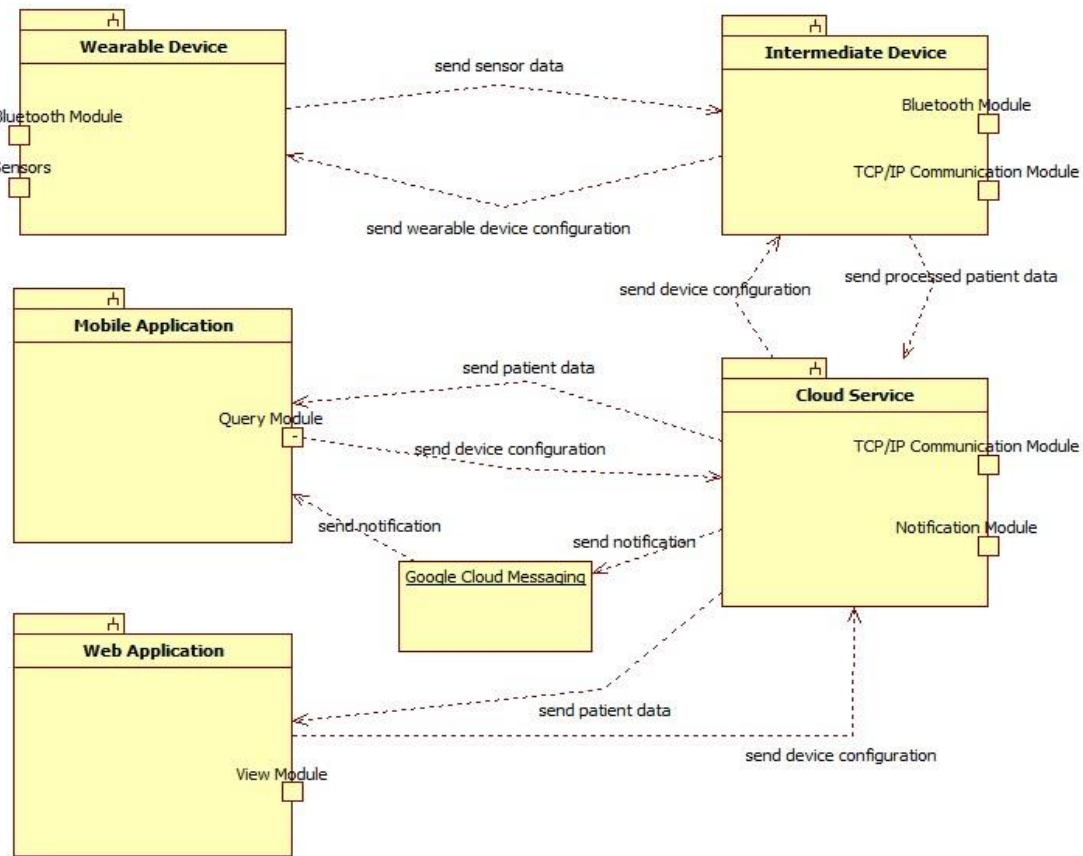 Wearable Device
Intermediate Device
send sensor data
Bluetooth Module
Bluetooth Module
Sensors
TCP/IP Communication Module
send wearable device configuration
send device configuration
send processed patient data
Mobile Application
send patient data
Cloud Service
Query Module
send device configuration
TCP/IP Communication Module
send notification
send notification
Notification Module
Google Cloud Messaging
Web Application
send patient data
send device configuration
View Module